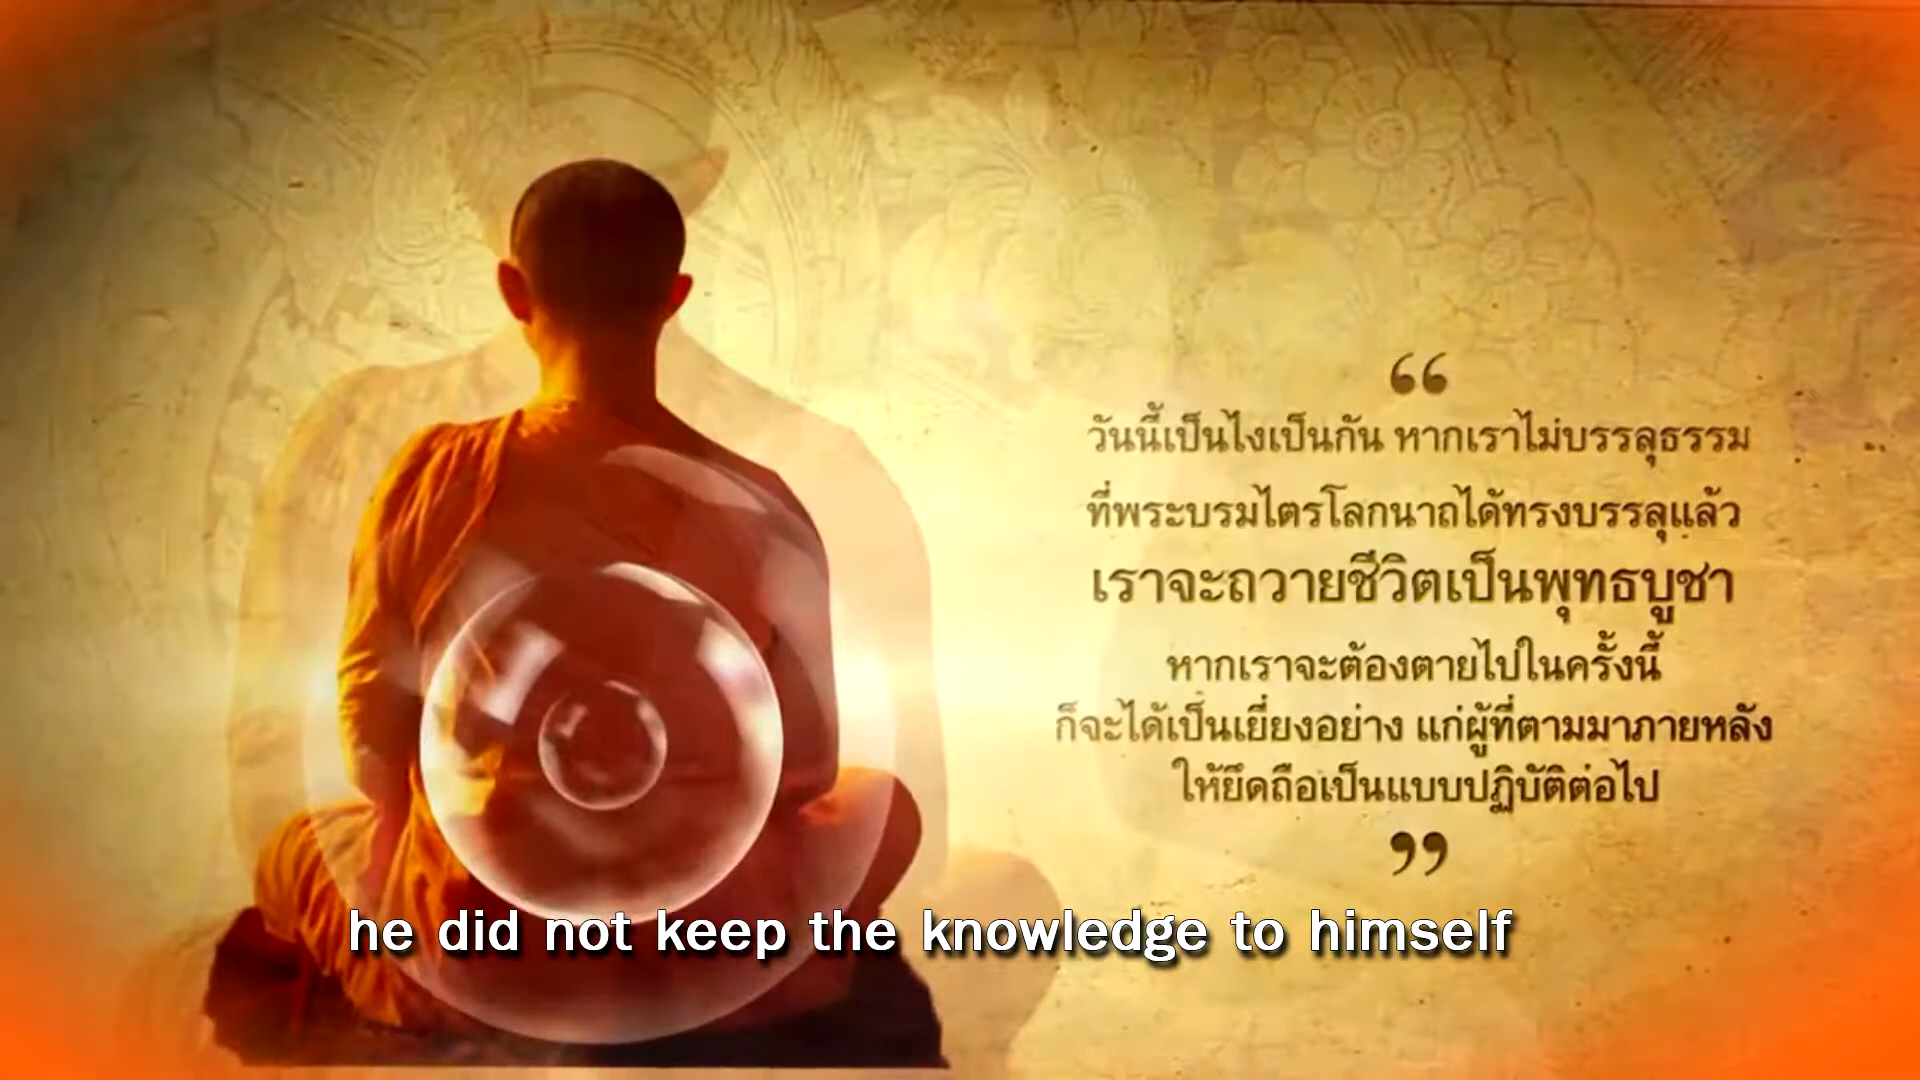 “
วันนี้เป็นไงเป็นกัน หากเราไม่บรรลุธรรม
ที่พระบรมไตรโลกนาถได้ทรงบรรลุแล้ว
เราจะถวายชีวิตเป็นพุทธบูชา
หากเราจะต้องตายไปในครั้งนี้
ก็จะได้เป็นเยี่ยงอย่าง แก่ผู้ที่ตามมาภายหลัง
ให้ยึดถือเป็นแบบปฏิบัติต่อไป
”
he did not keep the knowledge to himself